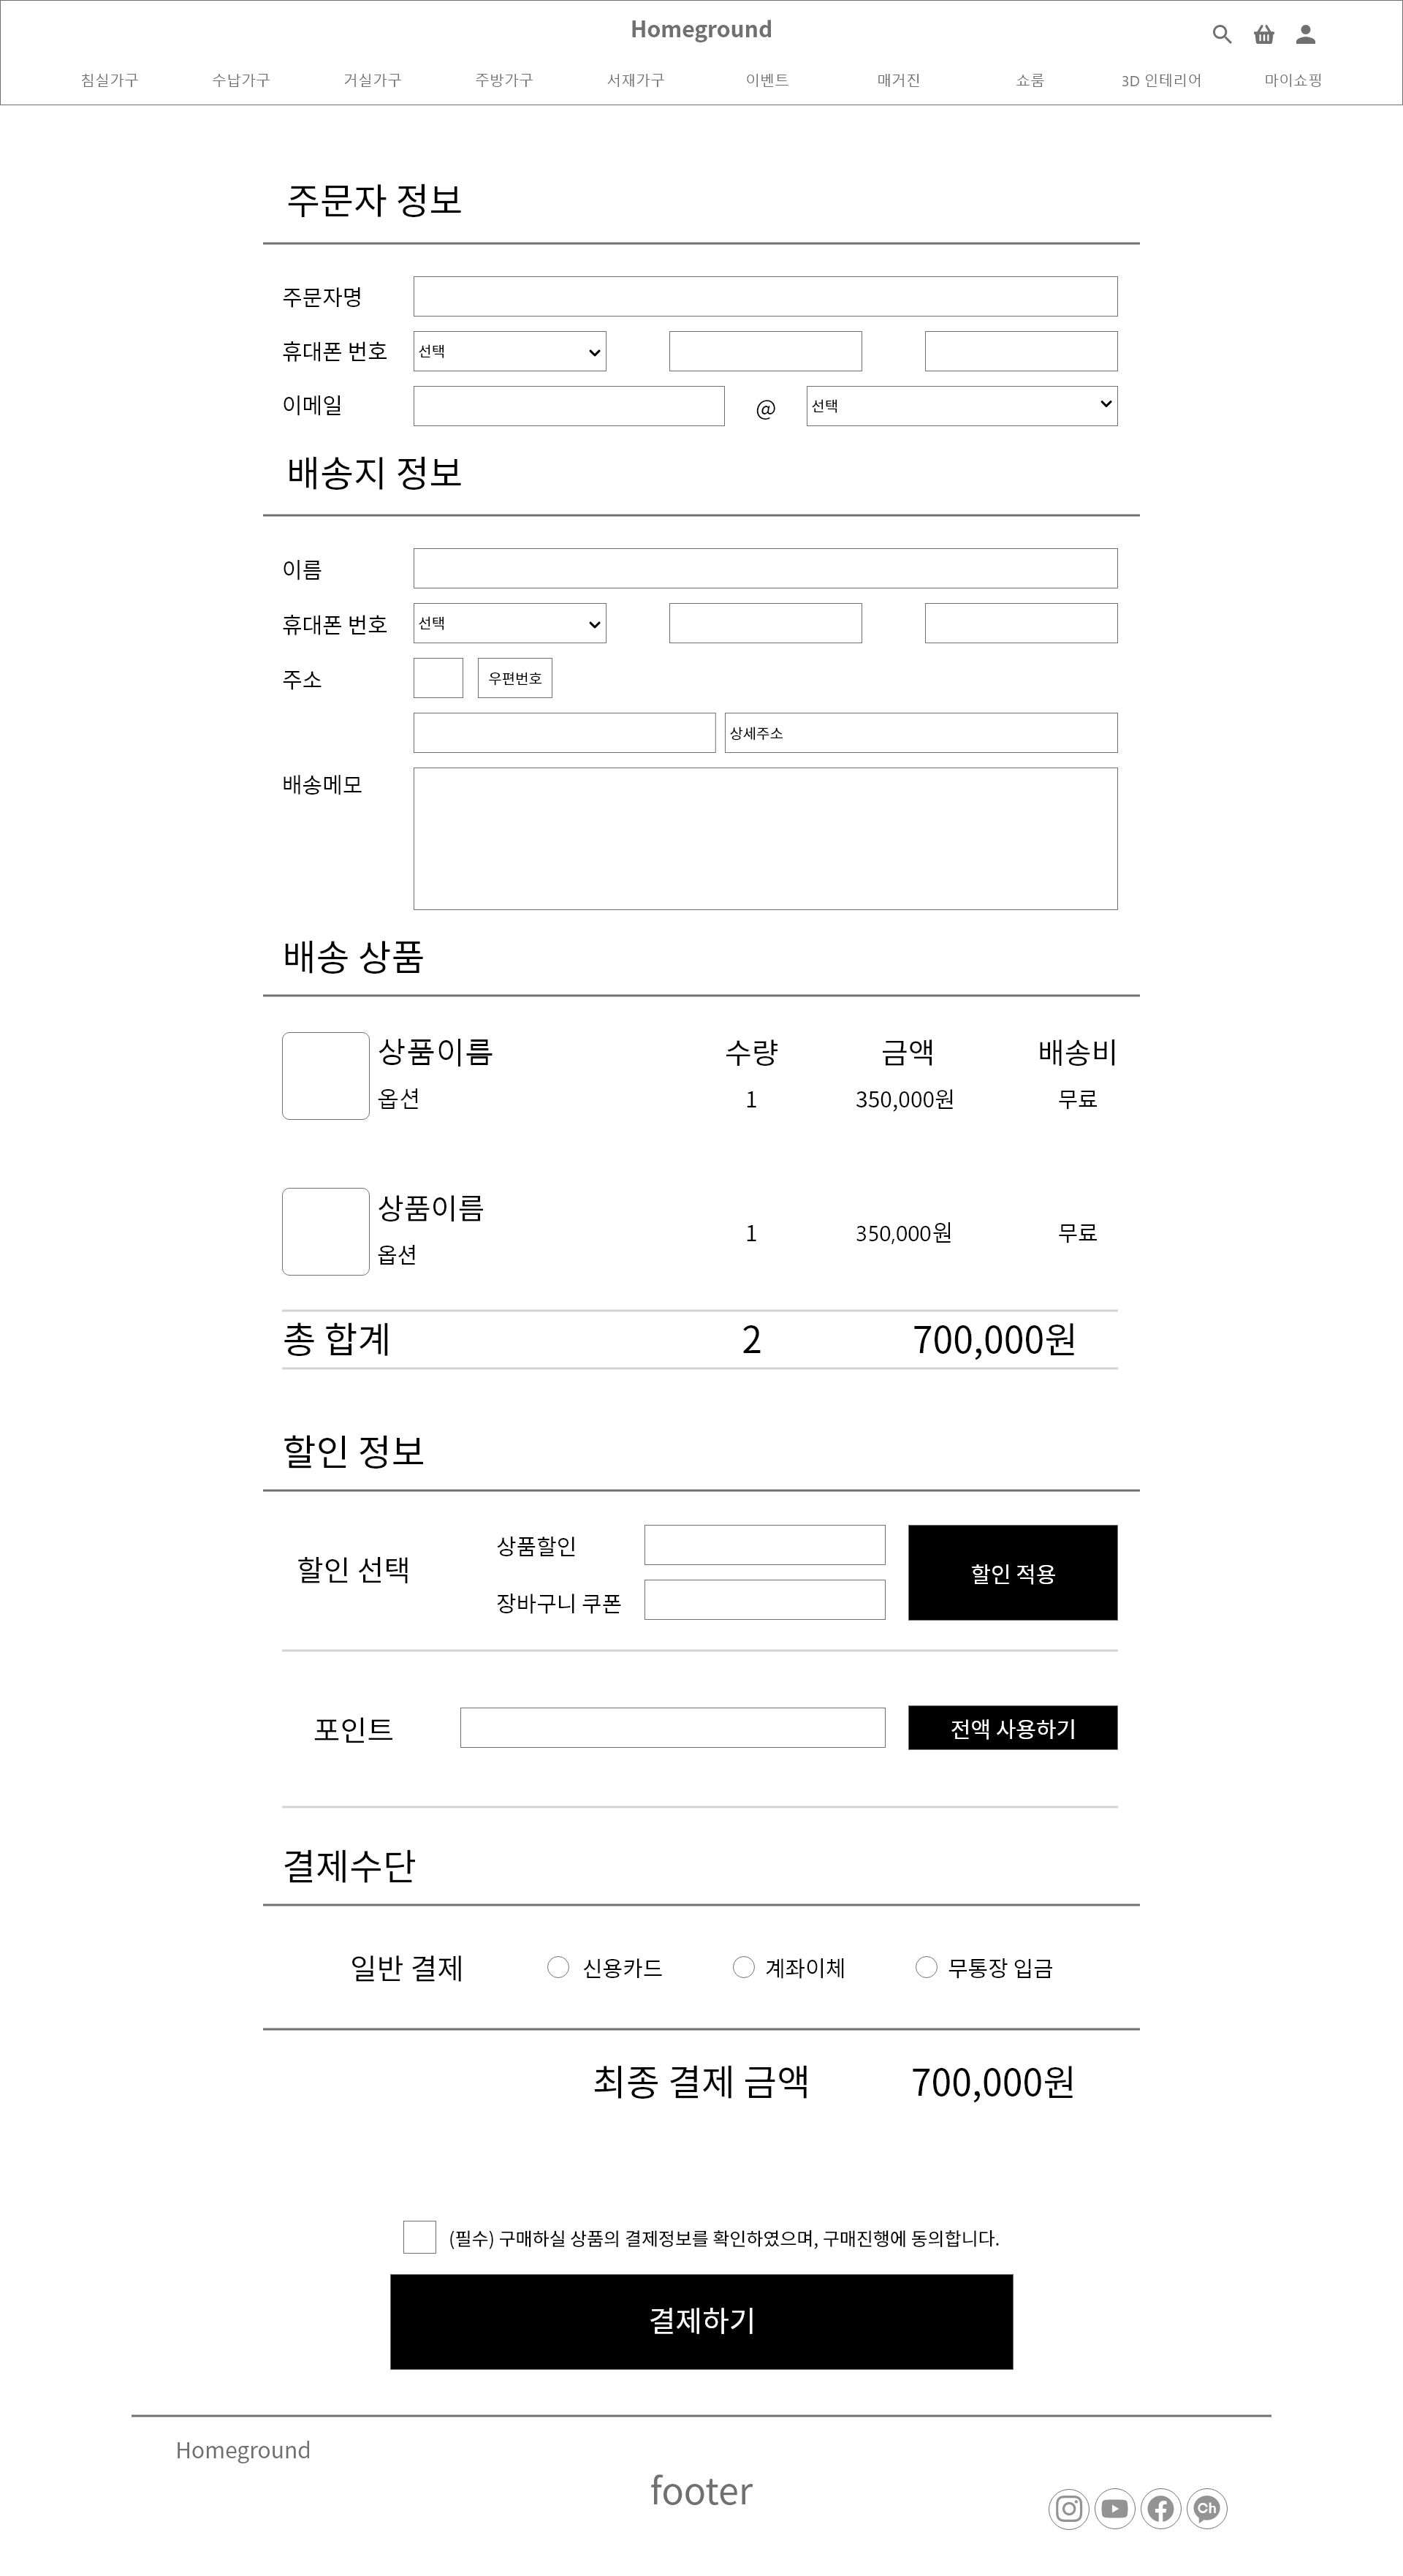 Homeground
침실가구 수납가구 거실가구 주방가구 서재가구 이벤트 매거진 쇼룸 3D 인테리어 마이쇼핑
주문자 정보
주문자명
휴대폰 번호 선택
이메일 @ 선택
배송지 정보
이름
휴대폰 번호 선택
주소 우편번호
상세주소
배송메모
배송 상품
상품이름 수량 금액 배송비
옵션 1 350,000원 무료
상품이름
1 350,000원 무료
옵션
총 합계 2 700,000원
할인 정보
상품할인
할인 선택 할인 적용
장바구니 쿠폰
포인트 전액 사용하기
결제수단
일반 결제 신용카드 계좌이체 무통장 입금
최종 결제 금액 700,000원
(필수) 구매하실 상품의 결제정보를 확인하였으며, 구매진행에 동의합니다.
결제하기
Homeground
footer
Ch